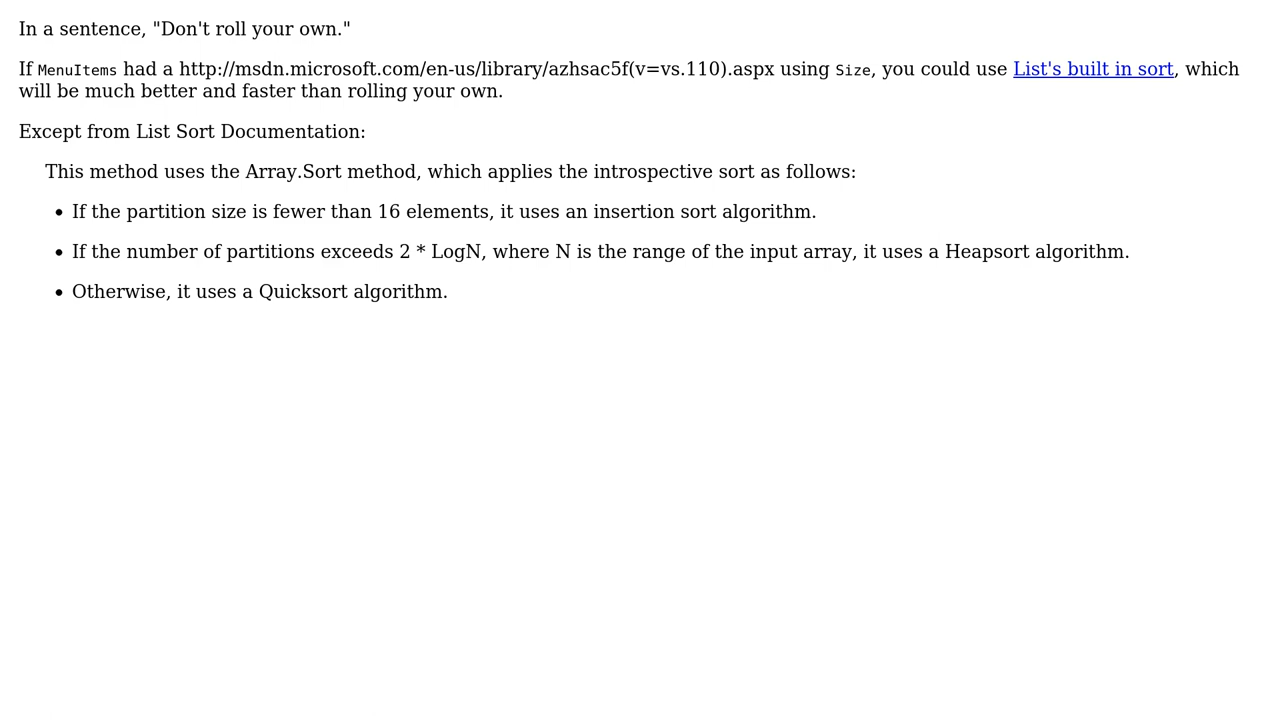 In a sentence, "Don't roll your own."
If MenuItems had a http://msdn.microsoft.com/en-us/library/azhsac5f(v=vs.110).aspx using Size, you could use List's built in sort, which
will be much better and faster than rolling your own.
Except from List Sort Documentation:
This method uses the Array.Sort method, which applies the introspective sort as follows:
• If the partition size is fewer than 16 elements, it uses an insertion sort algorithm.
• If the number of partitions exceeds 2 * LogN, where N is the range of the input array, it uses a Heapsort algorithm.
• Otherwise, it uses a Quicksort algorithm.